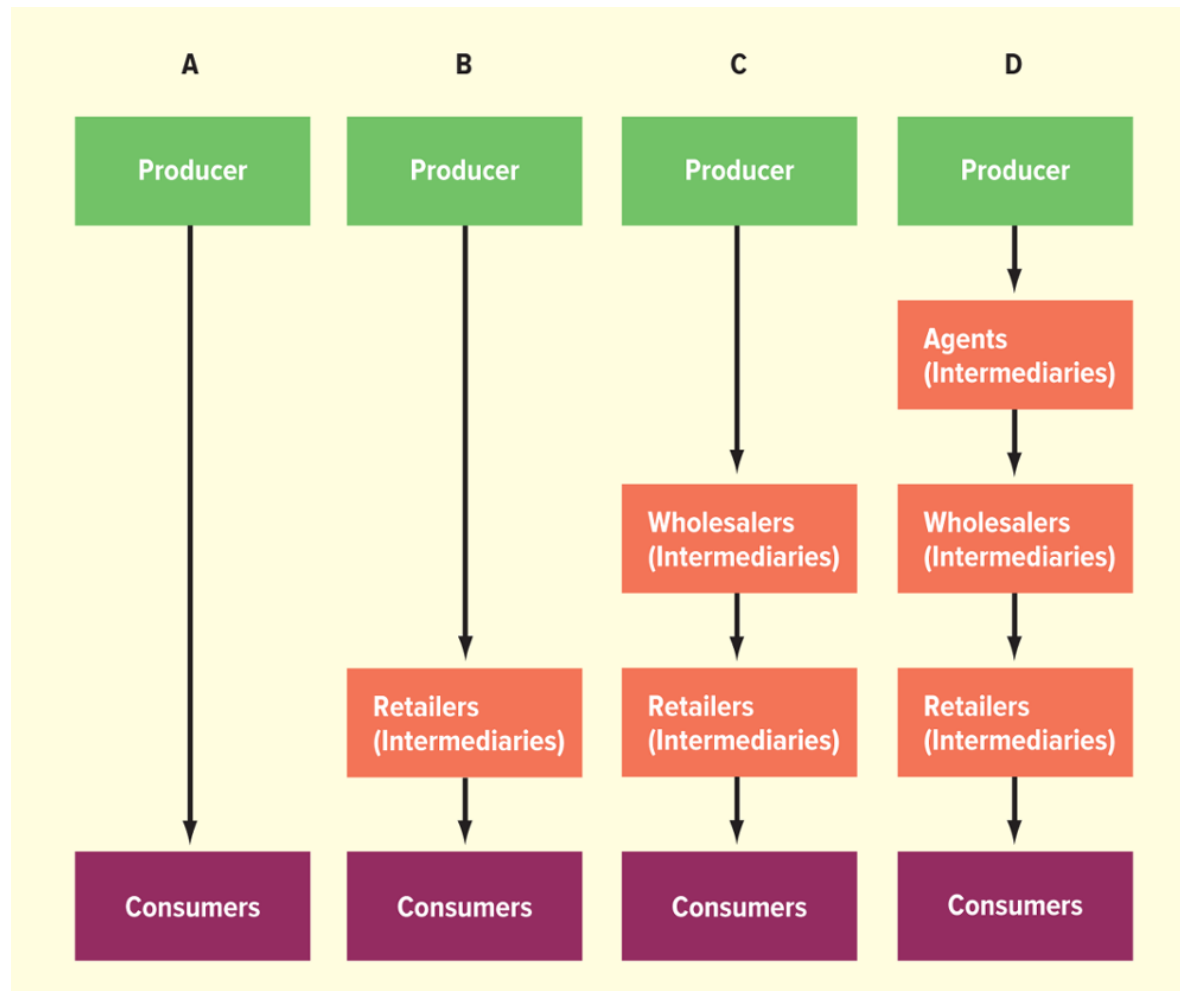 A
B
C
D
Producer
Producer
Producer
Producer
Agents
(Intermediaries)
Wholesalers
(Intermediaries)
Wholesalers
(Intermediaries)
Retailers
(Intermediaries)
Retailers
(Intermediaries)
Retailers
(Intermediaries)
Consumers
Consumers
Consumers
Consumers